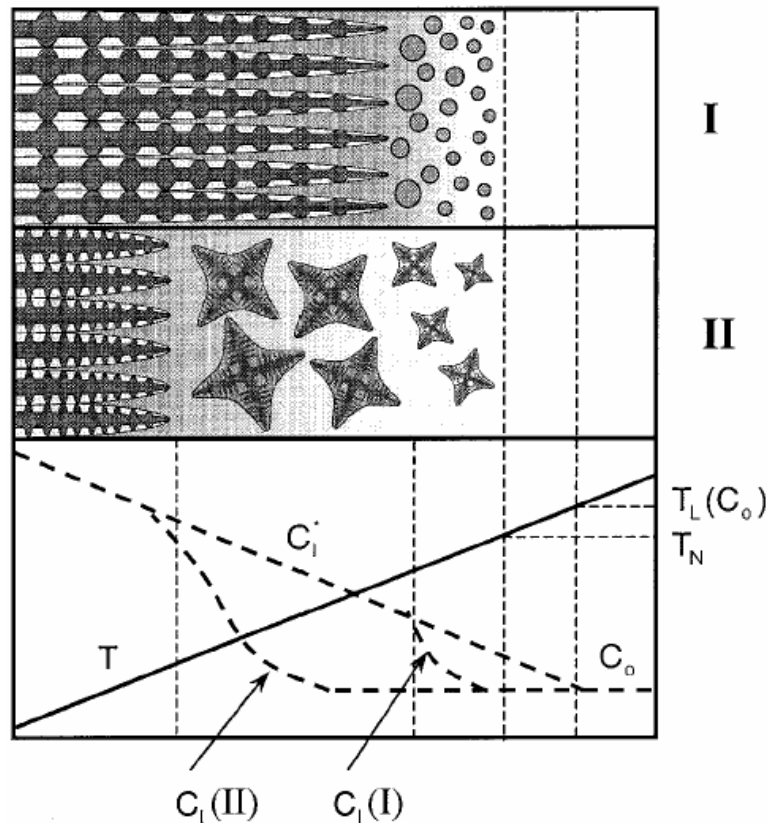 I
II
T_L(C_o)
T_N
C_l^*
T
C_o
C_L(II)
C_L(I)